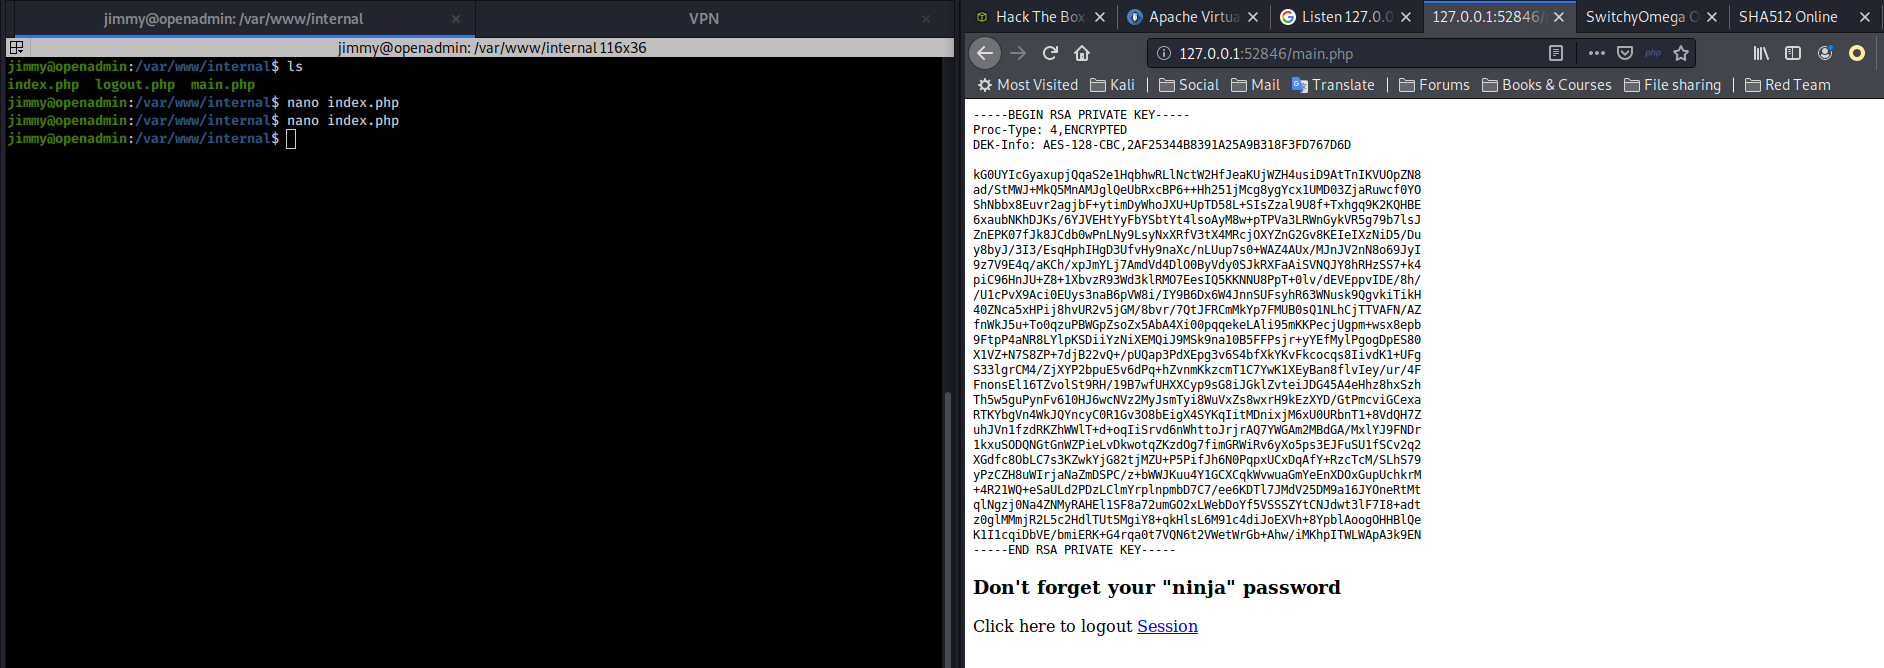 jimmy@openadmin: /var/www/internal
VPN
jimmy@openadmin: /var/www/internal 116x36
jimmy@openadmin:/var/www/internal$ ls
index.php  logout.php  main.php
jimmy@openadmin:/var/www/internal$ nano index.php
jimmy@openadmin:/var/www/internal$ nano index.php
jimmy@openadmin:/var/www/internal$
Hack The Box
Apache Virtua
Listen 127.0.0
127.0.0.1:52846/
SwitchyOmega O
SHA512 Online
127.0.0.1:52846/main.php
php
Most Visited
Kali
Social
Mail
Translate
Forums
Books & Courses
File sharing
Red Team
-----BEGIN RSA PRIVATE KEY-----
Proc-Type: 4,ENCRYPTED
DEK-Info: AES-128-CBC,2AF25344B8391A25A9B318F3FD767D6D
kG0UYIcGyaxupjQqaS2e1HqbhwRLlNctW2HfJeaKUjWZH4usiD9AtTnIKVUOpZN8
ad/StMWJ+MkQ5MnAMJglQeUbRxcBP6++Hh251jMcg8ygYcx1UMD03ZjaRuwcf0YO
ShNbbx8Euvr2agjbF+ytimDyWhoJXU+UpTD58L+SIsZzal9U8f+Txhgq9K2KQHBE
6xaubNKhDJKs/6YJVEHtYyFbYSbtYt4lsoAyM8w+pTPVa3LRWnGykVR5g79b7lsJ
ZnEPK07fJk8JCdb0wPnLNy9LsyNxXRfV3tX4MRcjOXYZnG2Gv8KEIeIXzNiD5/Du
y8byJ/3I3/EsqHphIHgD3UfvHy9naXc/nLUup7s0+WAZ4AUx/MJnJV2nN8o69JyI
9z7V9E4q/aKCh/xpJmYLj7AmdVd4DlO0ByVdy0SJkRXFaAiSVNQJY8hRHzSS7+k4
piC96HnJU+Z8+1XbvzR93Wd3klRMO7EesIQ5KKNNU8PpT+0lv/dEVEppvIDE/8h/
/U1cPvX9Aci0EUys3naB6pVW8i/IY9B6Dx6W4JnnSUFsyhR63WNusk9QgvkiTikH
40ZNca5xHPij8hvUR2v5jGM/8bvr/7QtJFRCmMkYp7FMUB0sQ1NLhCjTTVAFN/AZ
fnWkJ5u+To0qzuPBWGpZsoZx5AbA4Xi00pqqekeLAli95mKKPecjUgpm+wsx8epb
9FtpP4aNR8LYlpKSDiiYzNiXEMQiJ9MSk9na10B5FFPsjr+yYEfMylPgogDpES80
X1VZ+N7S8ZP+7djB22vQ+/pUQap3PdXEpg3v6S4bfXkYKvFkcocqs8IivdK1+UFg
S33lgrCM4/ZjXYP2bpuE5v6dPq+hZvnmKkzcmT1C7YwK1XEyBan8flvIey/ur/4F
FnonsEl16TZvolSt9RH/19B7wfUHXXCyp9sG8iJGklZvteiJDG45A4eHhz8hxSzh
Th5w5guPynFv610HJ6wcNVz2MyJsmTyi8WuVxZs8wxrH9kEzXYD/GtPmcviGCexa
RTKYbgVn4WkJQYncyC0R1Gv3O8bEigX4SYKqIitMDnixjM6xU0URbnT1+8VdQH7Z
uhJVn1fzdRKZhWWlT+d+oqIiSrvd6nWhttoJrjrAQ7YWGAm2MBdGA/MxlYJ9FNDr
1kxuSODQNGtGnWZPieLvDkwotqZKzdOg7fimGRWiRv6yXo5ps3EJFuSU1fSCv2q2
XGdfc8ObLC7s3KZwkYjG82tjMZU+P5PifJh6N0PqpxUCxDqAfY+RzcTcM/SLhS79
yPzCZH8uWIrjaNaZmDSPC/z+bWWJKuu4Y1GCXCqkWvwuaGmYeEnXDOxGupUchkrM
+4R21WQ+eSaULd2PDzLClmYrplnpmbD7C7/ee6KDTl7JMdV25DM9a16JYOneRtMt
qlNgzj0Na4ZNMyRAHEl1SF8a72umGO2xLWebDoYf5VSSSZYtCNJdwt3lF7I8+adt
z0glMMmjR2L5c2HdlTUt5MgiY8+qkHlsL6M91c4diJoEXVh+8YpblAoogOHHBlQe
K1I1cqiDbVE/bmiERK+G4rqa0t7VQN6t2VWetWrGb+Ahw/iMKhpITWLWApA3k9EN
-----END RSA PRIVATE KEY-----
Don't forget your "ninja" password
Click here to logout Session